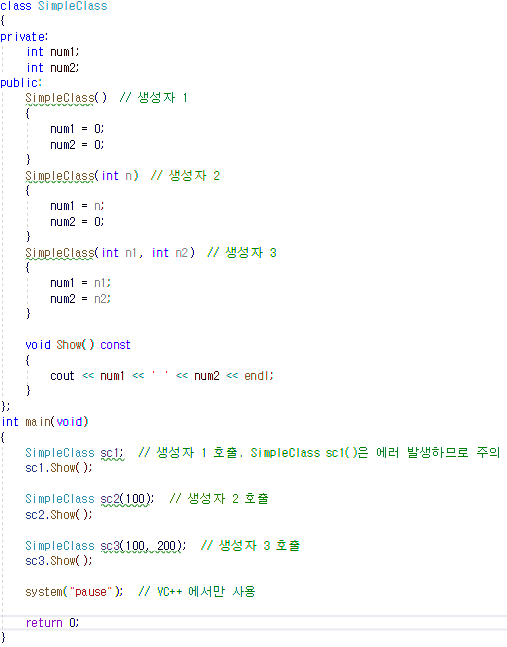 class SimpleClass
{
private:
    int num1;
    int num2;
public:
    SimpleClass()  // 생성자 1
    {
        num1 = 0;
        num2 = 0;
    }
    SimpleClass(int n)  // 생성자 2
    {
        num1 = n;
        num2 = 0;
    }
    SimpleClass(int n1, int n2)  // 생성자 3
    {
        num1 = n1;
        num2 = n2;
    }

    void Show() const
    {
        cout << num1 << ' ' << num2 << endl;
    }
};
int main(void)
{
    SimpleClass sc1;  // 생성자 1 호출. SimpleClass sc1()은 에러 발생하므로 주의
    sc1.Show();

    SimpleClass sc2(100);  // 생성자 2 호출
    sc2.Show();

    SimpleClass sc3(100, 200);  // 생성자 3 호출
    sc3.Show();

    system("pause");  // VC++ 에서만 사용

    return 0;
}